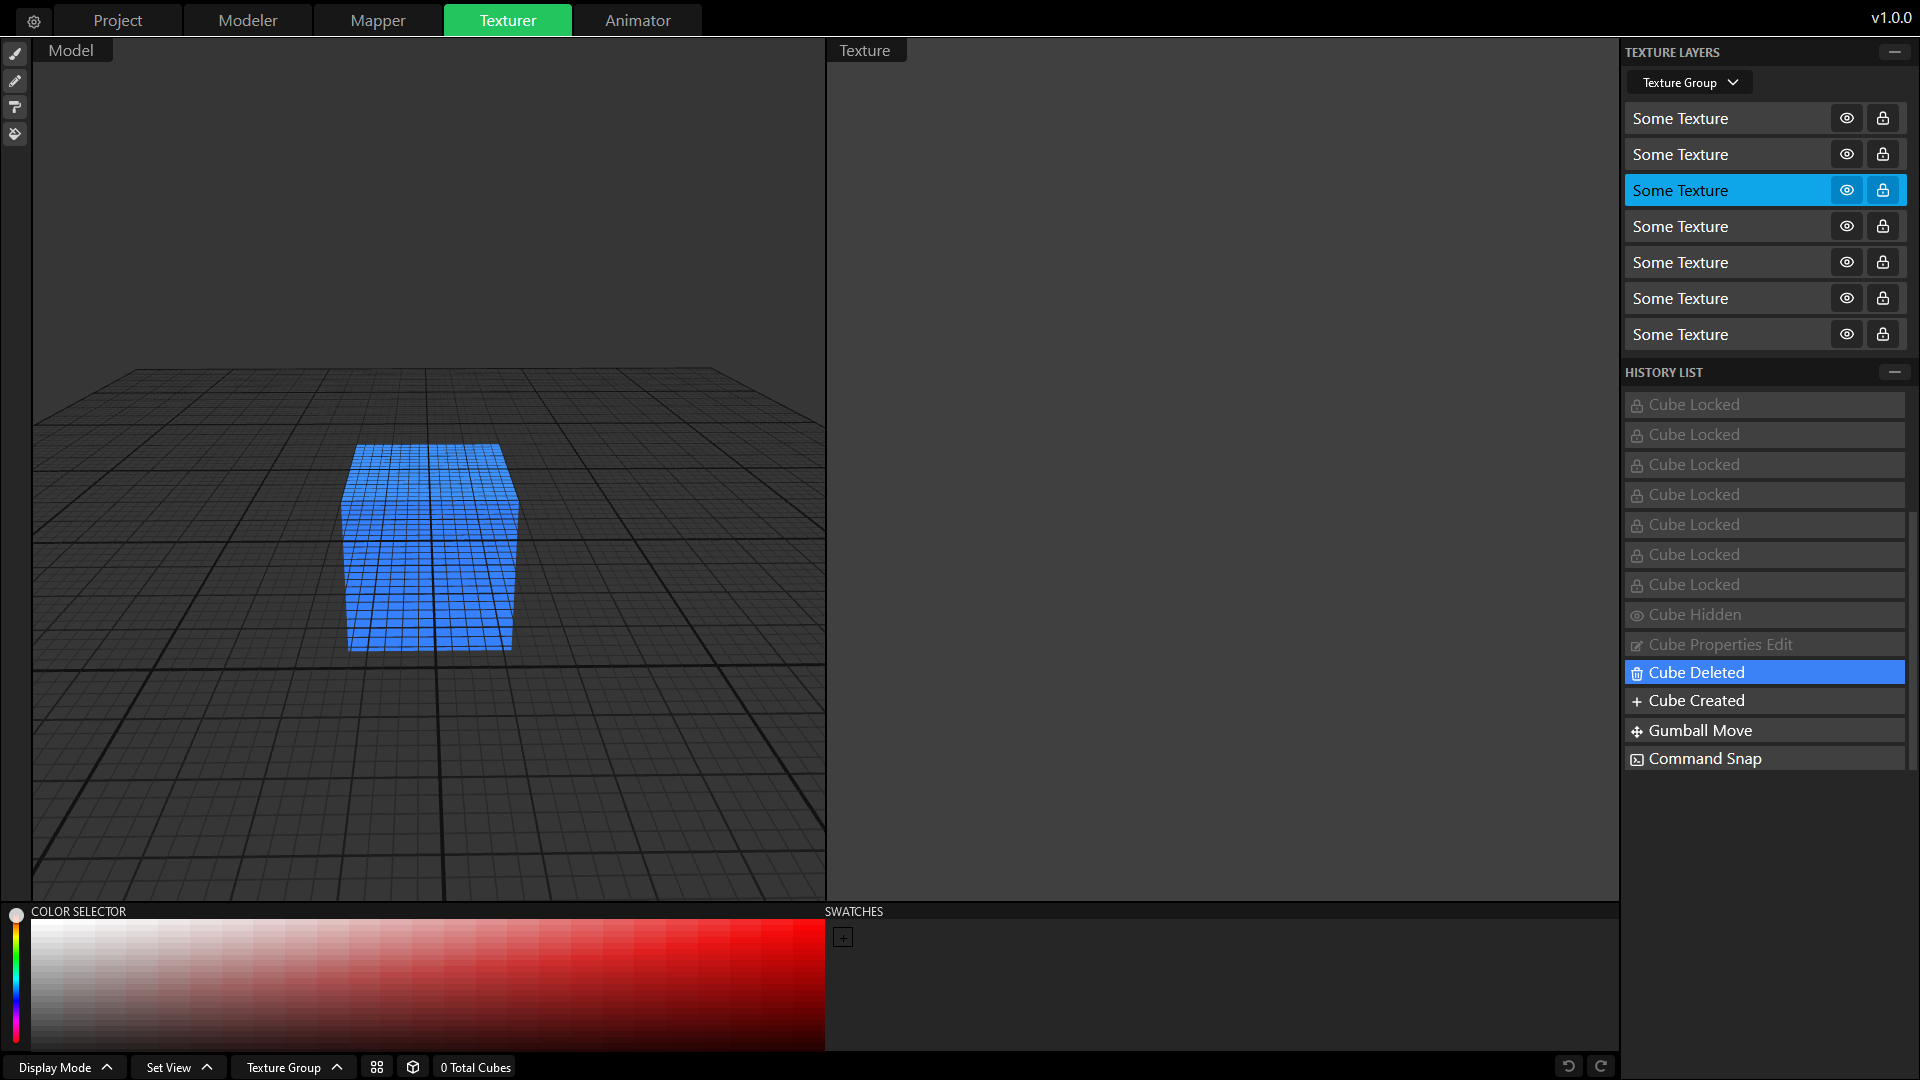 Project
Modeler
Mapper
Texturer
Animator
v1.0.0
Model
Texture
TEXTURE LAYERS
Texture Group
Some Texture
Some Texture
Some Texture
Some Texture
Some Texture
Some Texture
Some Texture
HISTORY LIST
Cube Locked
Cube Locked
Cube Locked
Cube Locked
Cube Locked
Cube Locked
Cube Locked
Cube Hidden
Cube Properties Edit
Cube Deleted
Cube Created
Gumball Move
Command Snap
COLOR SELECTOR
SWATCHES
Display Mode
Set View
Texture Group
0 Total Cubes